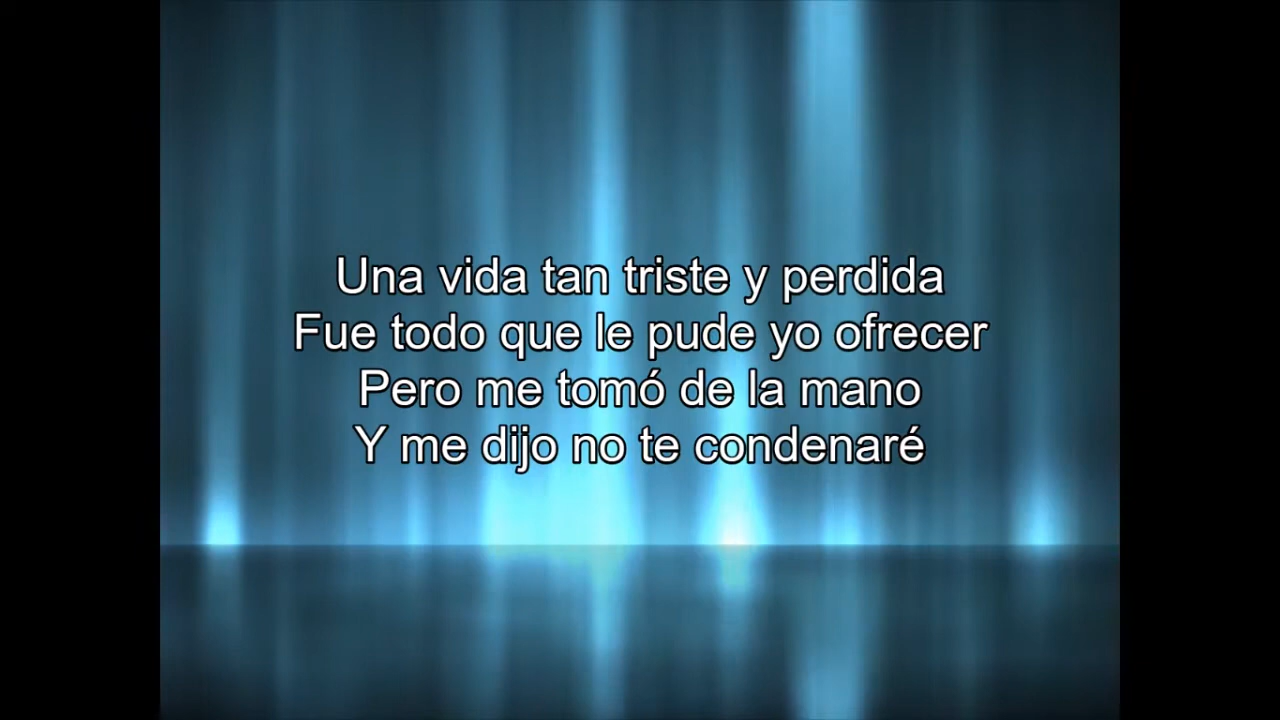 Una vida tan triste y perdida
Fue todo que le pude yo ofrecer
Pero me tomó de la mano
Y me dijo no te condenaré